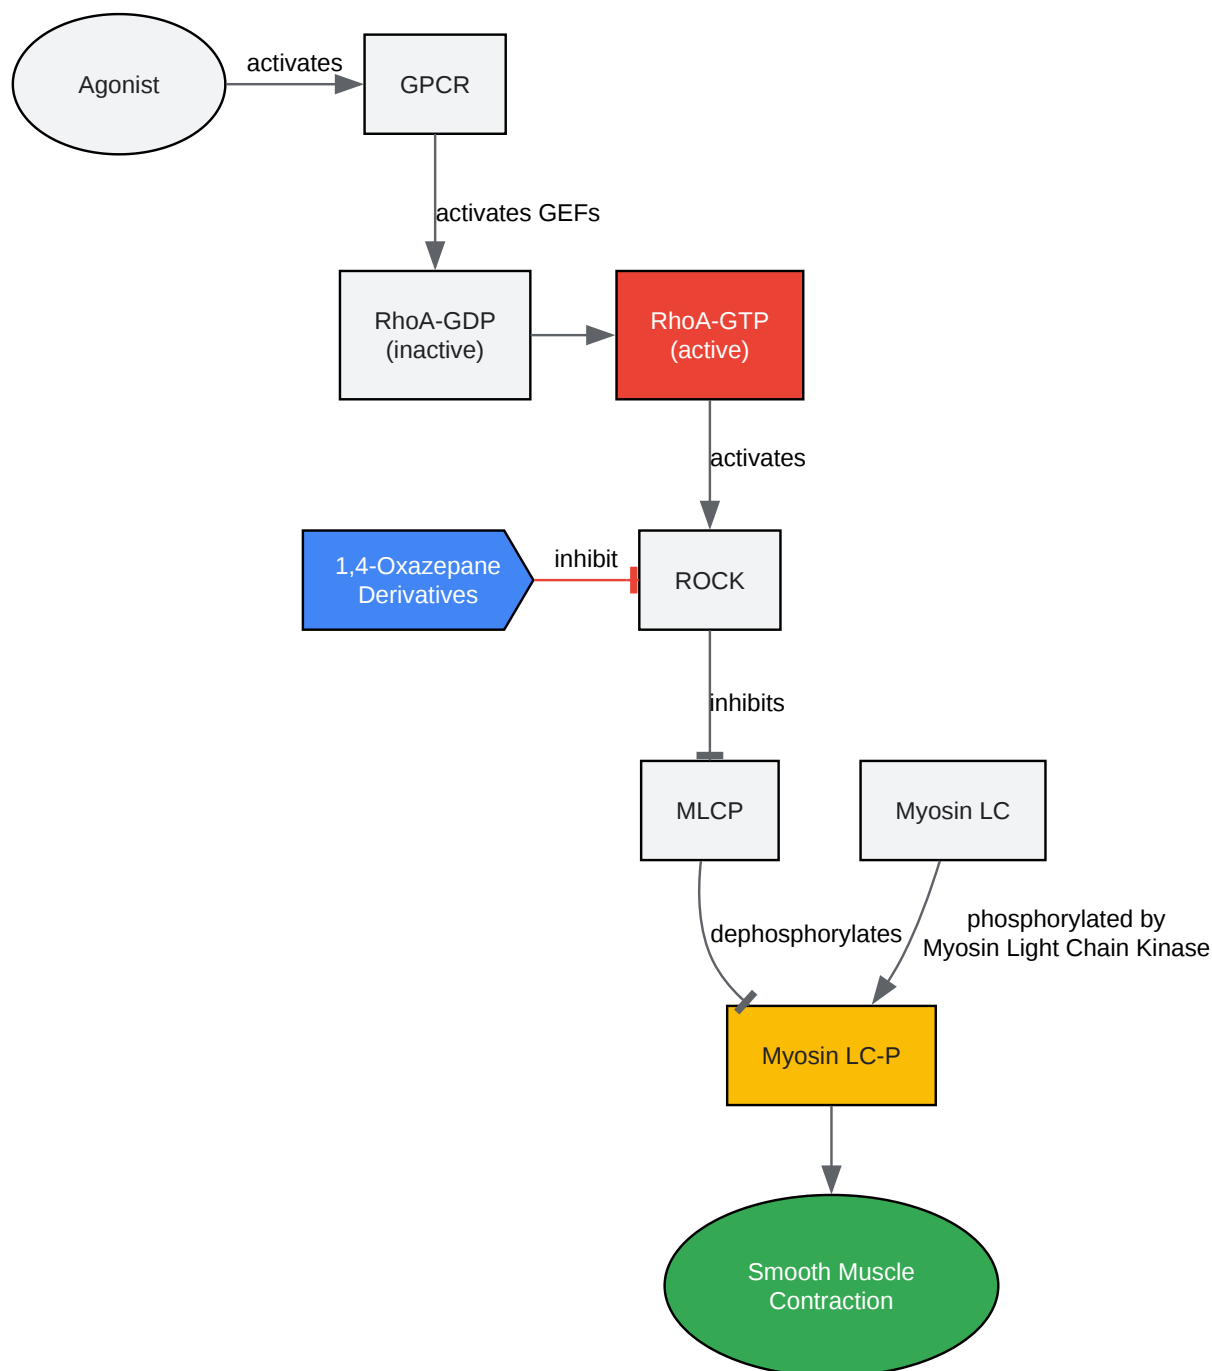 Agonist
activates
GPCR
activates GEFs
RhoA-GDP
(inactive)
RhoA-GTP
(active)
activates
1,4-Oxazepane
Derivatives
inhibit
ROCK
inhibits
MLCP
Myosin LC
dephosphorylates
phosphorylated by
Myosin Light Chain Kinase
Myosin LC-P
Smooth Muscle
Contraction